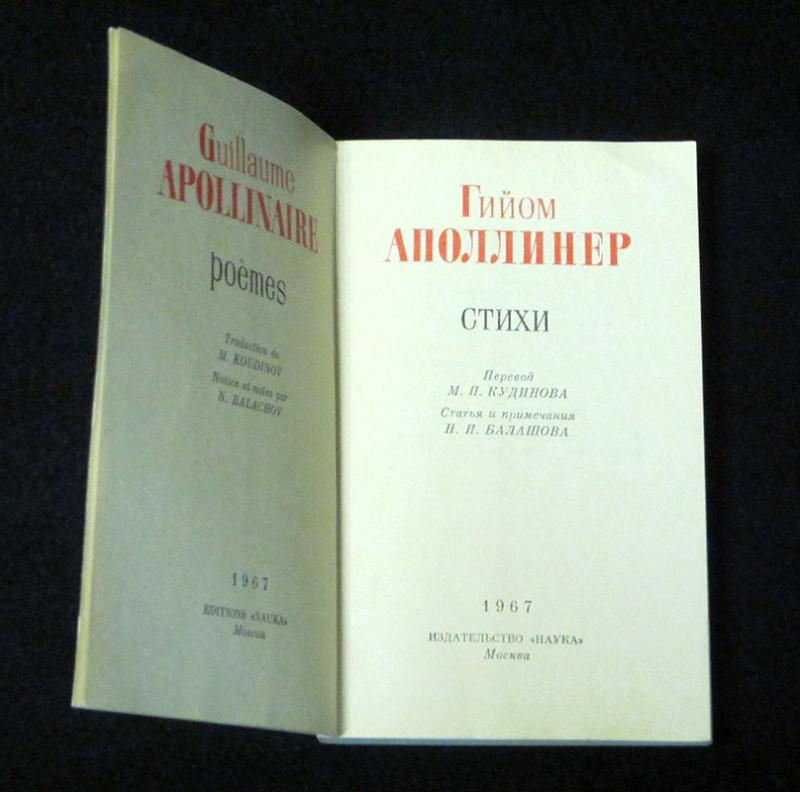 Guillaume
APOLLINAIRE
poèmes
Traduction de
M. KOUDINOV
Notice et notes par
N. BALACHOV
1967
EDITIONS «NAUKA»
Moscou
Гийом
АПОЛЛИНЕР
СТИХИ
Перевод
М. П. КУДИНОВА
Статья и примечания
Н. И. БАЛАШОВА
1967
ИЗДАТЕЛЬСТВО «НАУКА»
Москва